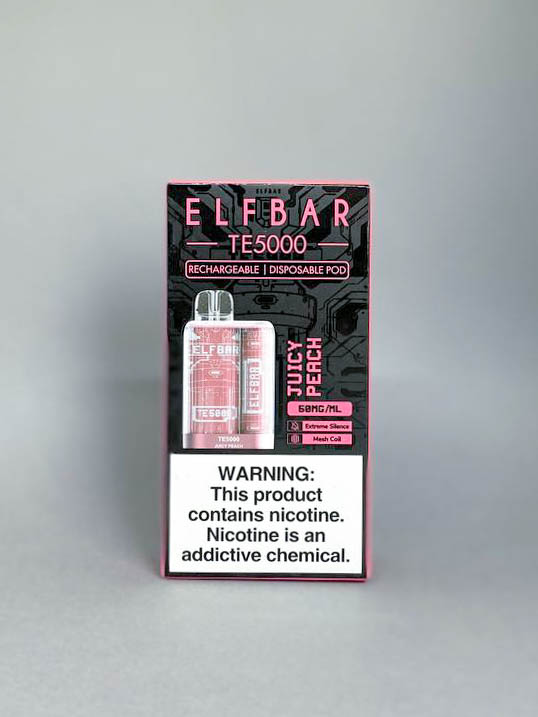 ELFBAR
ELFBAR
TE5000
RECHARGEABLE | DISPOSABLE POD
ELFBAR
ELFBAR
TE5000
TE5000
JUICY PEACH
JUICY
PEACH
60MG/ML
Extreme Silence
Mesh Coil
WARNING:
This product
contains nicotine.
Nicotine is an
addictive chemical.